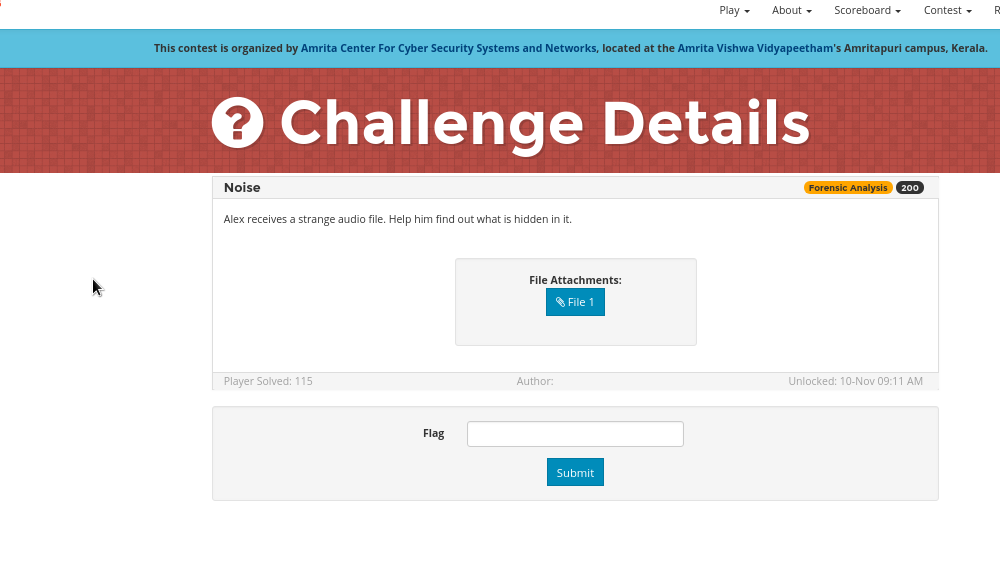 Play About Scoreboard Contest R
This contest is organized by Amrita Center For Cyber Security Systems and Networks, located at the Amrita Vishwa Vidyapeetham's Amritapuri campus, Kerala.
? Challenge Details
Noise Forensic Analysis 200
Alex receives a strange audio file. Help him find out what is hidden in it.
File Attachments:
File 1
Player Solved: 115 Author: Unlocked: 10-Nov 09:11 AM
Flag
Submit